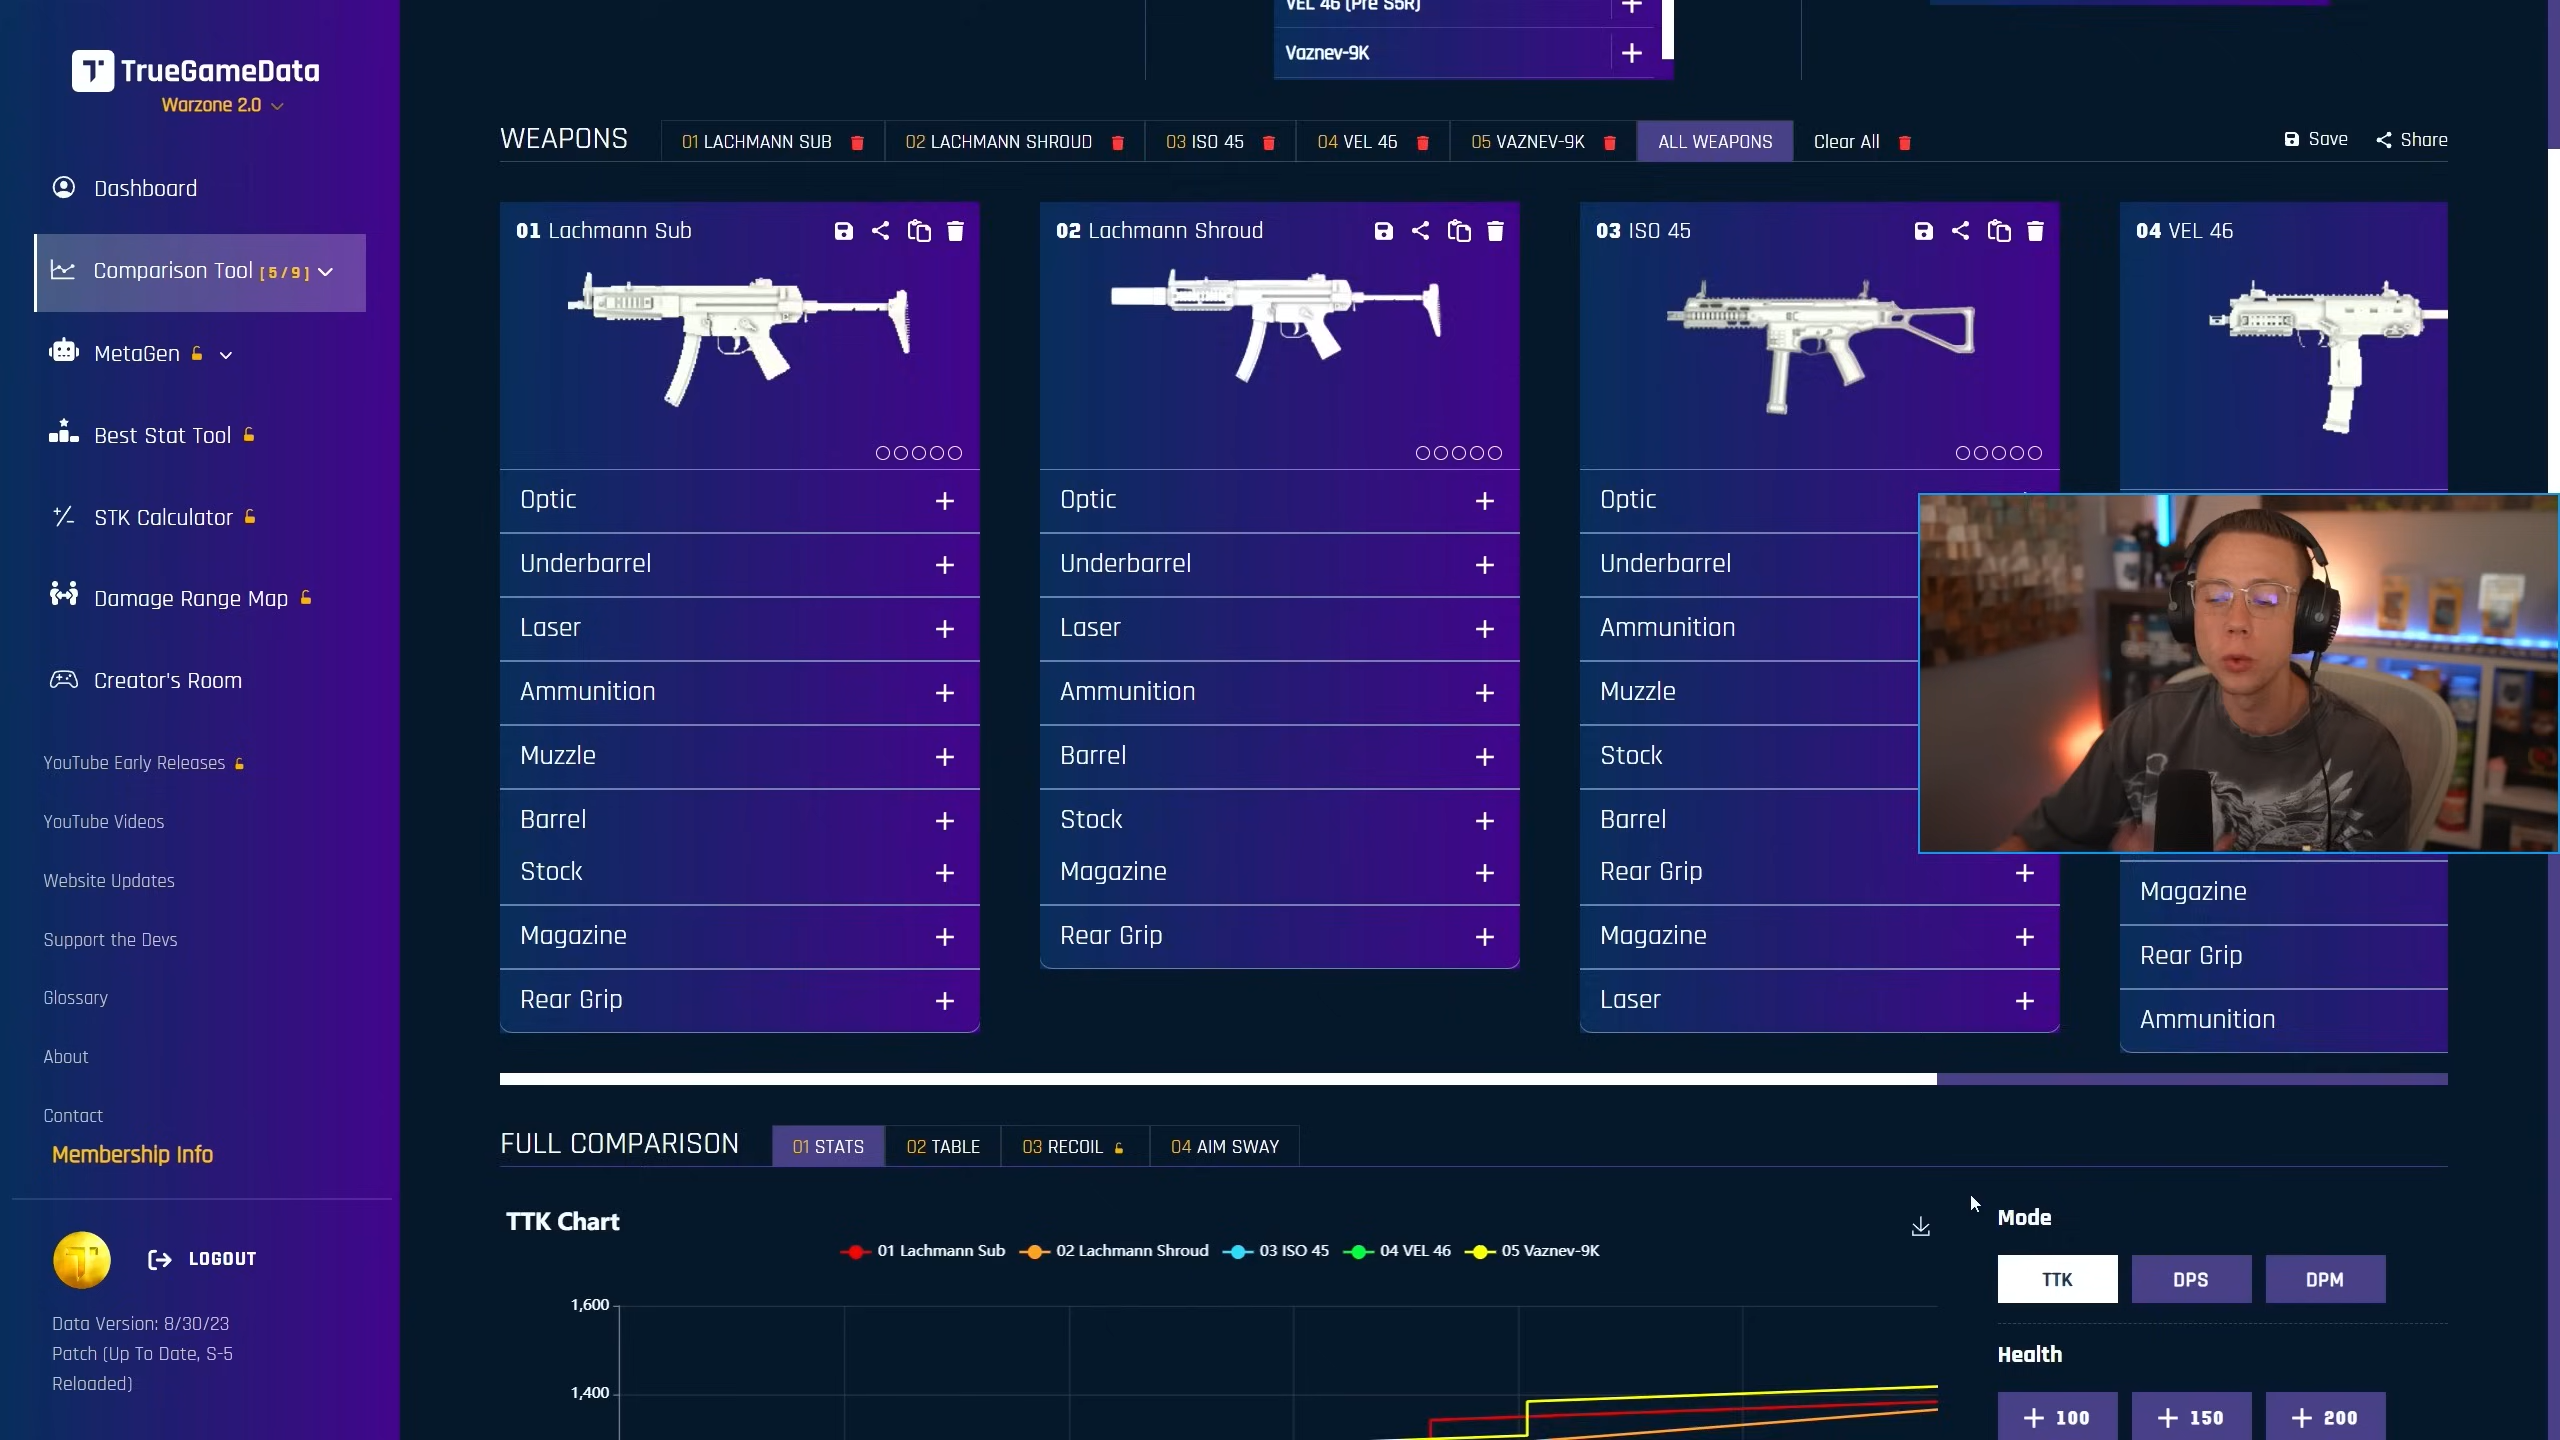 VEL 46 (Pre S5R)
Vaznev-9K
TrueGameData
Warzone 2.0
Dashboard
Comparison Tool [ 5 / 9 ]
MetaGen
Best Stat Tool
STK Calculator
Damage Range Map
Creator's Room
YouTube Early Releases
YouTube Videos
Website Updates
Support the Devs
Glossary
About
Contact
Membership Info
LOGOUT
Data Version: 8/30/23
Patch (Up To Date, S-5
Reloaded)
WEAPONS 01 LACHMANN SUB 02 LACHMANN SHROUD 03 ISO 45 04 VEL 46 05 VAZNEV-9K ALL WEAPONS Clear All Save Share
01 Lachmann Sub
Optic
Underbarrel
Laser
Ammunition
Muzzle
Barrel
Stock
Magazine
Rear Grip
02 Lachmann Shroud
Optic
Underbarrel
Laser
Ammunition
Barrel
Stock
Magazine
Rear Grip
03 ISO 45
Optic
Underbarrel
Ammunition
Muzzle
Stock
Barrel
Rear Grip
Magazine
Laser
04 VEL 46
Magazine
Rear Grip
Ammunition
FULL COMPARISON 01 STATS 02 TABLE 03 RECOIL 04 AIM SWAY
TTK Chart
01 Lachmann Sub 02 Lachmann Shroud 03 ISO 45 04 VEL 46 05 Vaznev-9K
1,600
1,400
Mode
TTK DPS DPM
Health
+ 100 + 150 + 200